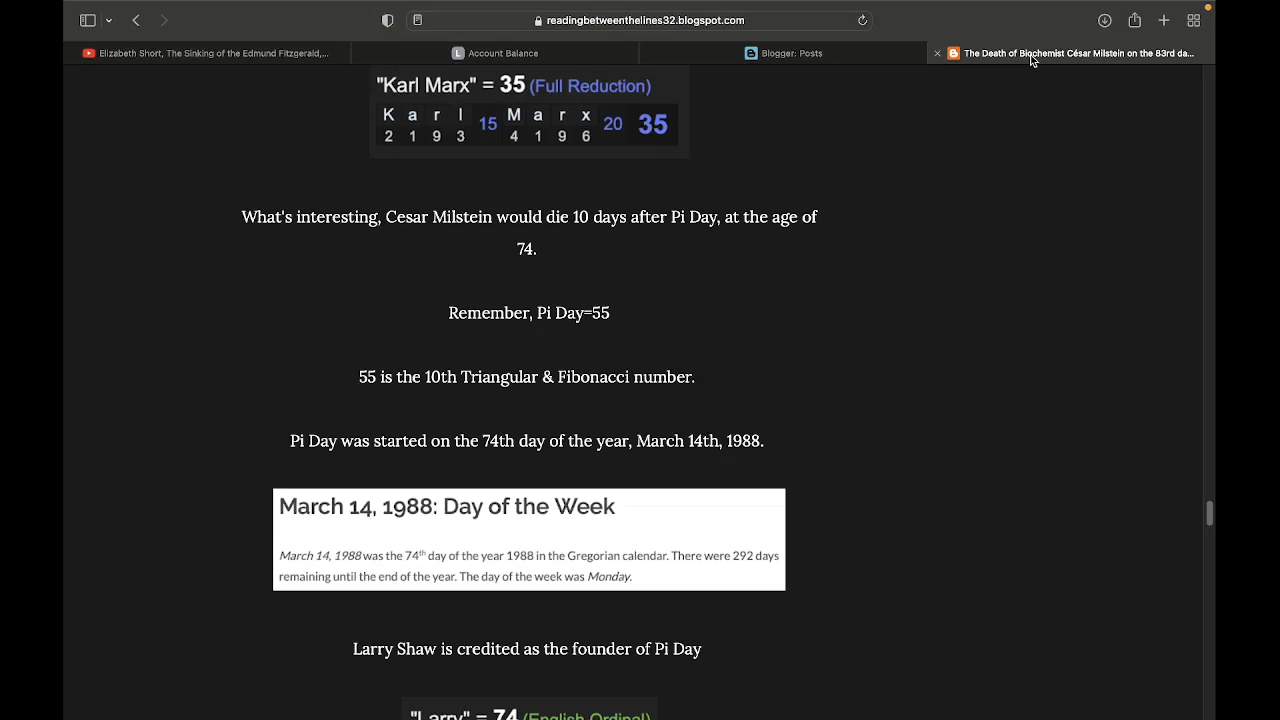 readingbetweenthelines32.blogspot.com
Elizabeth Short, The Sinking of the Edmund Fitzgerald,...
L Account Balance
Blogger: Posts
The Death of Biochemist César Milstein on the 83rd da...
"Karl Marx" = 35 (Full Reduction)
K a r l 15 M a r x 20 35
2 1 9 3 4 1 9 6
What's interesting, Cesar Milstein would die 10 days after Pi Day, at the age of
74.
Remember, Pi Day=55
55 is the 10th Triangular & Fibonacci number.
Pi Day was started on the 74th day of the year, March 14th, 1988.
March 14, 1988: Day of the Week
March 14, 1988 was the 74th day of the year 1988 in the Gregorian calendar. There were 292 days
remaining until the end of the year. The day of the week was Monday.
Larry Shaw is credited as the founder of Pi Day
"Larry" = 74 (English Ordinal)